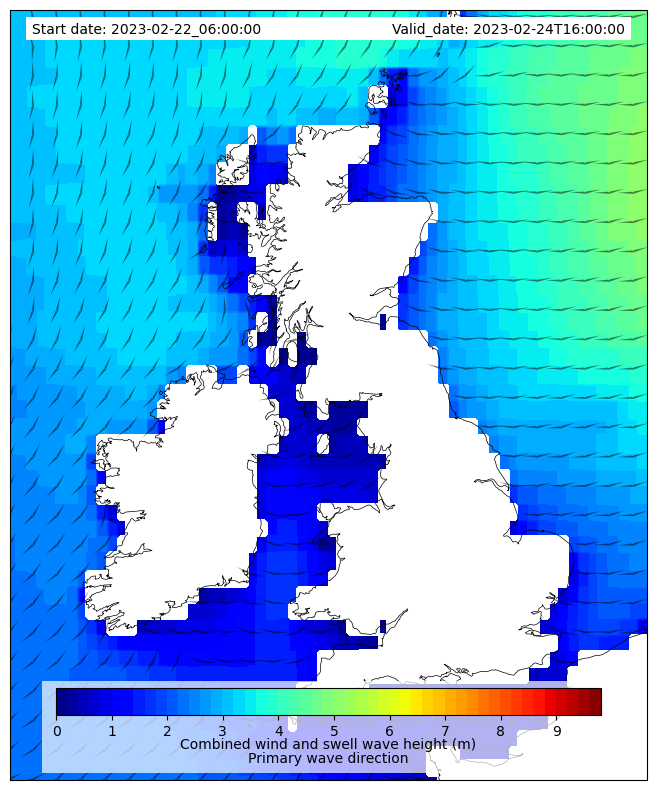 Start date: 2023-02-22_06:00:00 Valid_date: 2023-02-24T16:00:00
0 1 2 3 4 5 6 7 8 9
Combined wind and swell wave height (m)
Primary wave direction